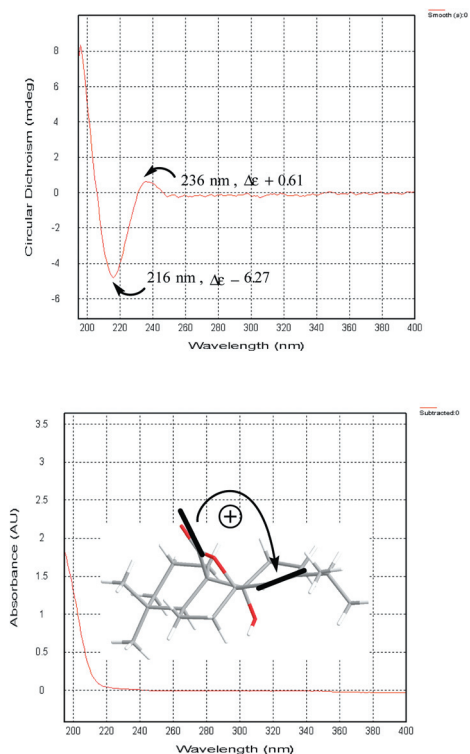 Smooth (ε):0
8
6
4
2
0
-2
-4
-6
Circular Dichroism (mdeg)
236 nm , Δε + 0.61
216 nm , Δε – 6.27
200 220 240 260 280 300 320 340 360 380 400
Wavelength (nm)
Subtracted:0
3.5
3
2.5
2
1.5
1
0.5
0
Absorbance (AU)
+
200 220 240 260 280 300 320 340 360 380 400
Wavelength (nm)